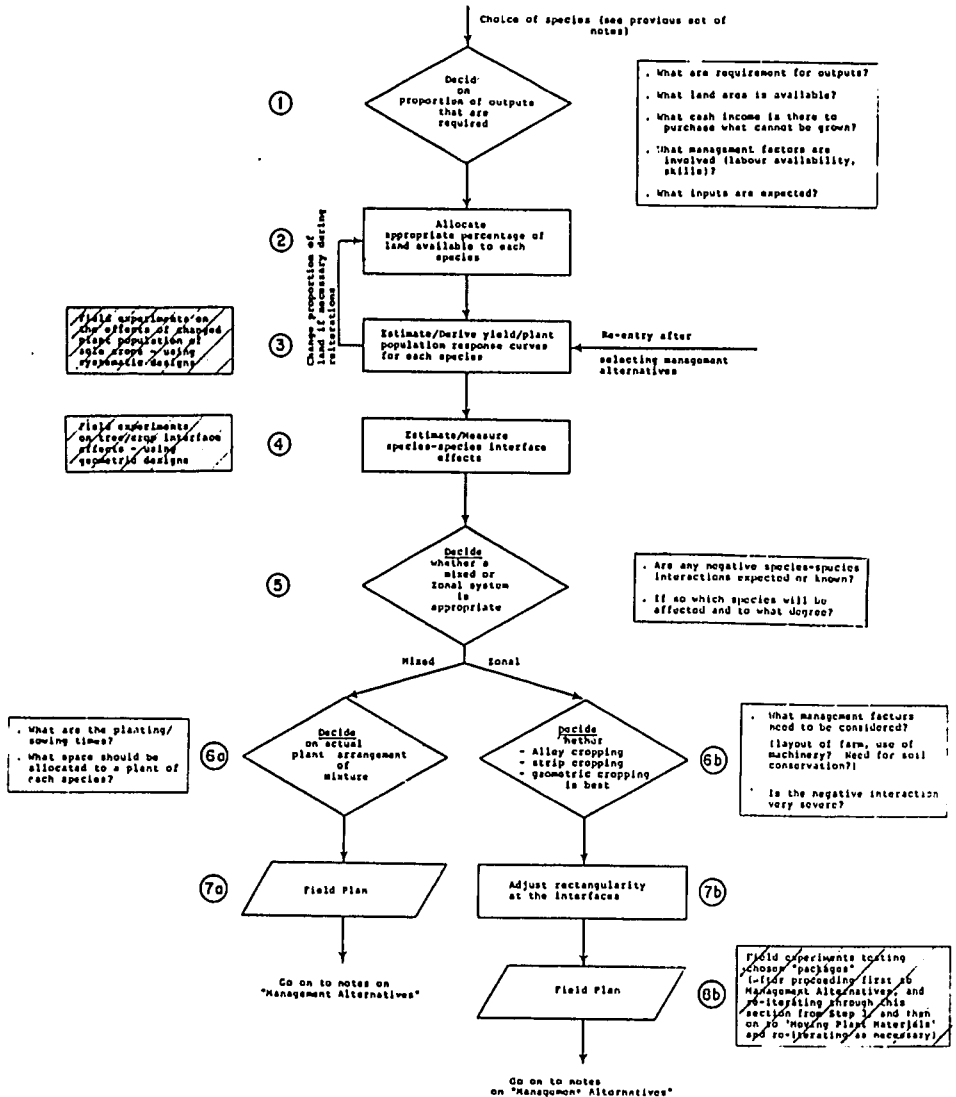 Choice of species (see previous set of
notes)
1
Decid
on
proportion of outputs
that are
required
. What are requirement for outputs?
. What land area is available?
. What cash income is there to
purchase what cannot be grown?
. What management factors are
involved (labour availability,
skills)?
. What inputs are expected?
2
Allocate
appropriate percentage of
land available to each
species
Change proportion of
land if necessary during
reiterations
Field experiments on
the effects of changed
plant population of
sole crops - using
systematic designs
3
Estimate/Derive yield/plant
population response curves
for each species
Re-entry after
selecting management
alternatives
Field experiments
on tree/crop interface
effects - using
geometric designs
4
Estimate/Measure
species-species interface
effects
5
Decide
whether a
mixed or
Zonal system
is
appropriate
. Are any negative species-species
interactions expected or known?
. If so which species will be
affected and to what degree?
Mixed
Zonal
. What are the planting/
sowing times?
. What space should be
allocated to a plant of
each species?
6a
Decide
on actual
plant arrangement
of
mixture
Decide
hether
- Alley cropping
- strip cropping
- geometric cropping
is best
6b
. What management factors
need to be considered?
(layout of farm, use of
machinery? Need for soil
conservation?)
Is the negative interaction
very severe?
7a
Field Plan
Adjust rectangularity
at the interfaces
7b
Go on to notes on
"Management Alternatives"
Field Plan
8b
Field experiments testing
chosen "packages"
(after proceeding first to
Management Alternatives, and
re-iterating through this
section from Step 3, and then
on to 'Moving Plant Materials'
and re-iterating as necessary)
Go on to notes
on "Management Alternatives"